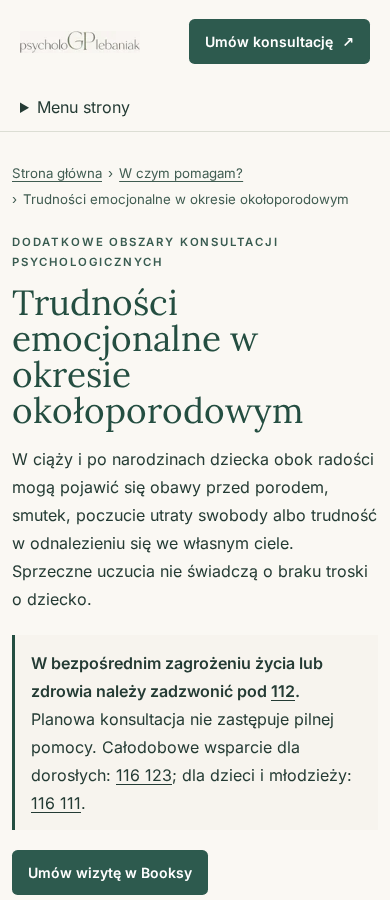 psycholoGPlebaniak
Umów konsultację ↗
▶ Menu strony
Strona główna › W czym pomagam?
› Trudności emocjonalne w okresie okołoporodowym
DODATKOWE OBSZARY KONSULTACJI
PSYCHOLOGICZNYCH
Trudności
emocjonalne w
okresie
okołoporodowym
W ciąży i po narodzinach dziecka obok radości
mogą pojawić się obawy przed porodem,
smutek, poczucie utraty swobody albo trudność
w odnalezieniu się we własnym ciele.
Sprzeczne uczucia nie świadczą o braku troski
o dziecko.
W bezpośrednim zagrożeniu życia lub
zdrowia należy zadzwonić pod 112.
Planowa konsultacja nie zastępuje pilnej
pomocy. Całodobowe wsparcie dla
dorosłych: 116 123; dla dzieci i młodzieży:
116 111.
Umów wizytę w Booksy